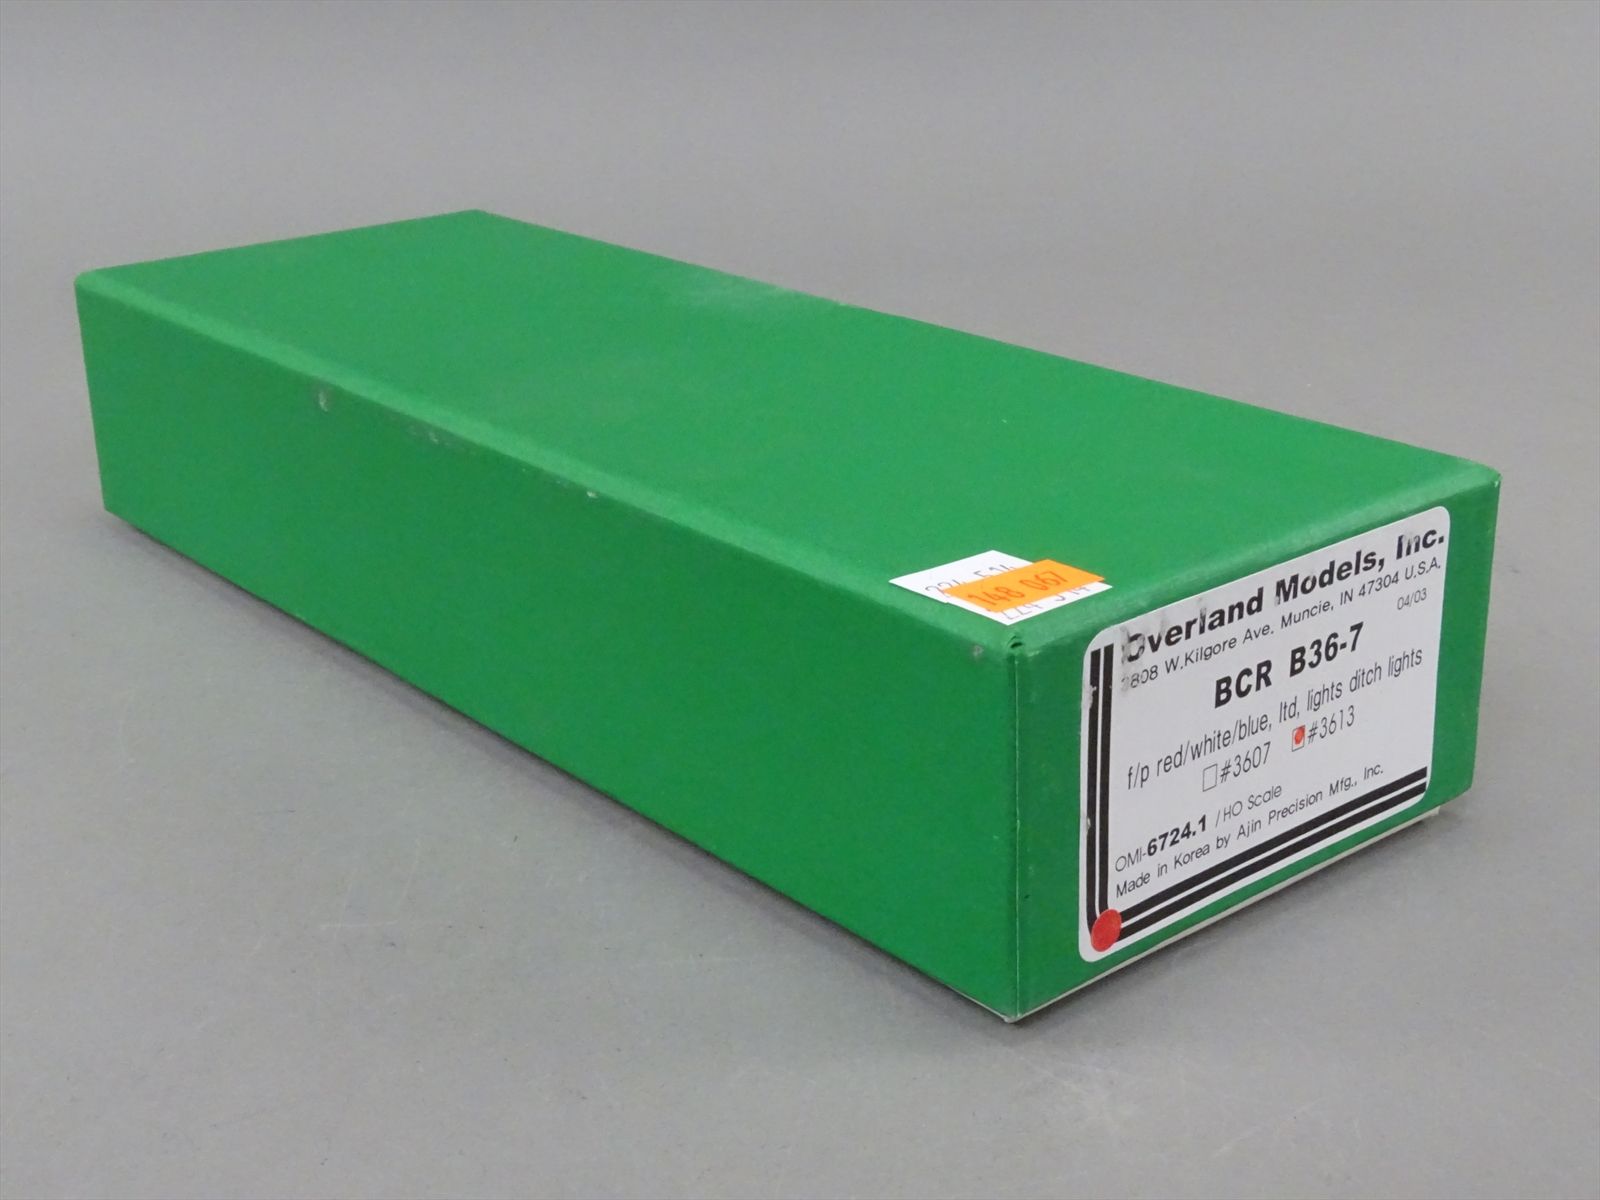 148 067
Overland Models, Inc.
W.Kilgore Ave. Muncie, IN 47304 U.S.A.
04/03
BCR B36-7
f/p red/white/blue, ltd, lights ditch lights
#3607 #3613
OMI-6724.1 /HO Scale
Made in Korea by Ajin Precision Mfg., Inc.